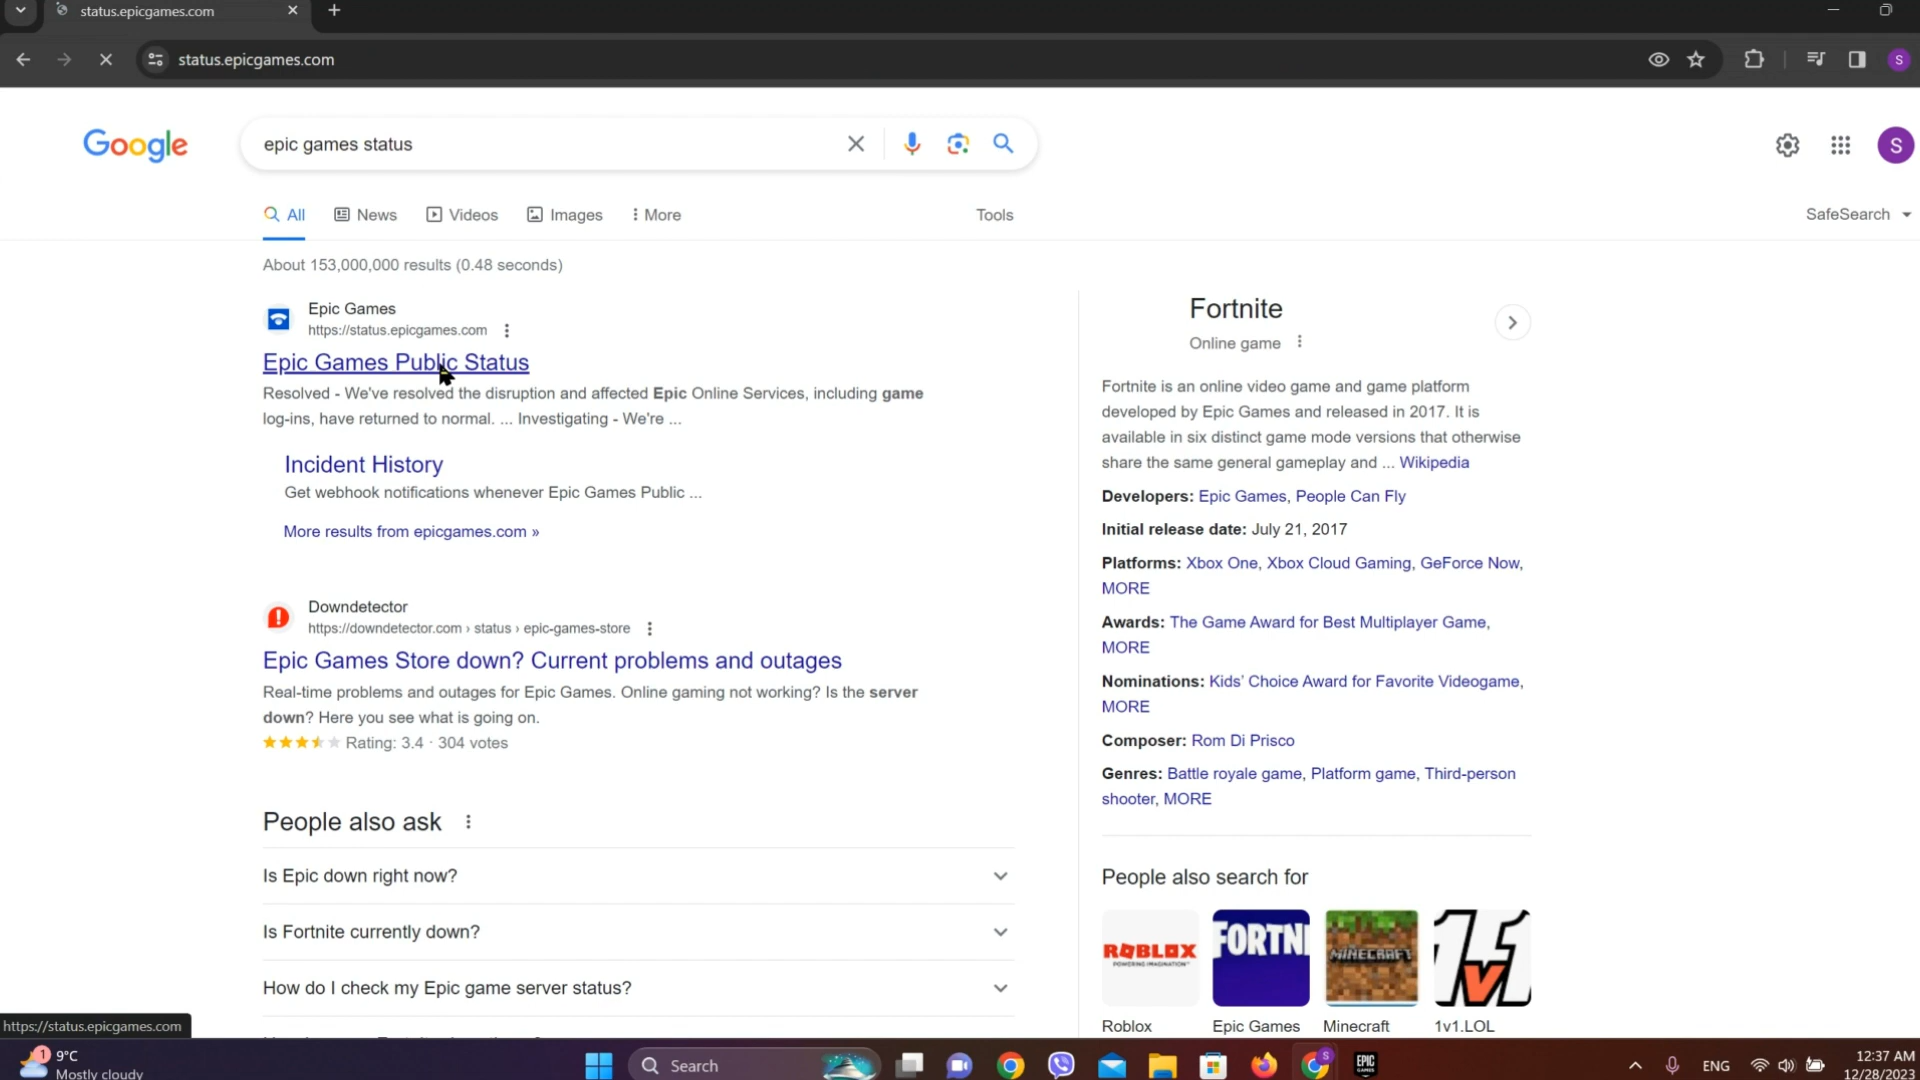 status.epicgames.com
status.epicgames.com
S
Google
epic games status
S
All
News
Videos
Images
More
Tools
SafeSearch
About 153,000,000 results (0.48 seconds)
Epic Games
https://status.epicgames.com
Epic Games Public Status
Resolved - We've resolved the disruption and affected Epic Online Services, including game
log-ins, have returned to normal. ... Investigating - We're ...
Incident History
Get webhook notifications whenever Epic Games Public ...
More results from epicgames.com »
Downdetector
https://downdetector.com › status › epic-games-store
Epic Games Store down? Current problems and outages
Real-time problems and outages for Epic Games. Online gaming not working? Is the server
down? Here you see what is going on.
Rating: 3.4 · 304 votes
People also ask
Is Epic down right now?
Is Fortnite currently down?
How do I check my Epic game server status?
Fortnite
Online game
Fortnite is an online video game and game platform
developed by Epic Games and released in 2017. It is
available in six distinct game mode versions that otherwise
share the same general gameplay and ... Wikipedia
Developers: Epic Games, People Can Fly
Initial release date: July 21, 2017
Platforms: Xbox One, Xbox Cloud Gaming, GeForce Now,
MORE
Awards: The Game Award for Best Multiplayer Game,
MORE
Nominations: Kids' Choice Award for Favorite Videogame,
MORE
Composer: Rom Di Prisco
Genres: Battle royale game, Platform game, Third-person
shooter, MORE
People also search for
ROBLOX
POWERING IMAGINATION
FORTNI
MINECRAFT
1v1
Roblox
Epic Games
Minecraft
1v1.LOL
https://status.epicgames.com
1
9°C
Mostly cloudy
Search
S
EPIC
GAMES
ENG
12:37 AM
12/28/2023